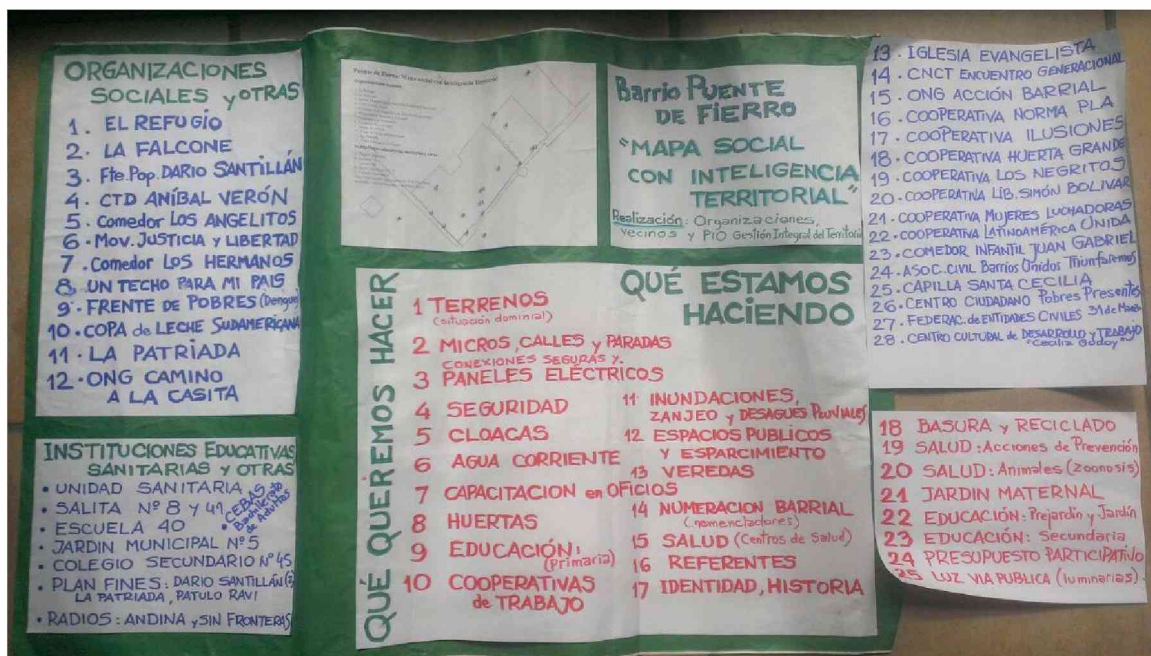 ORGANIZACIONES
SOCIALES y OTRAS
1. EL REFUGIO
2. LA FALCONE
3. Fte. Pop. DARIO SANTILLÁN
4. CTD ANÍBAL VERÓN
5. Comedor LOS ANGELITOS
6. Mov. JUSTICIA y LIBERTAD
7. Comedor LOS HERMANOS
8. UN TECHO PARA MI PAIS
9. FRENTE DE POBRES (Dengue)
10. COPA de LECHE SUDAMERICANA
11. LA PATRIADA
12. ONG CAMINO
A LA CASITA
INSTITUCIONES EDUCATIVAS
SANITARIAS Y OTRAS
• UNIDAD SANITARIA
• SALITA Nº 8 y 41
• ESCUELA 40
• CEBAS
Bachillerato
de Adultos
• JARDIN MUNICIPAL Nº 5
• COLEGIO SECUNDARIO Nº 45
• PLAN FINES: DARIO SANTILLÁN
LA PATRIADA, PATULO RAVI
• RADIOS: ANDINA y SIN FRONTERAS
Barrio PUENTE
DE FIERRO
"MAPA SOCIAL
CON INTELIGENCIA
TERRITORIAL"
Realización: Organizaciones,
Vecinos y PIO Gestión Integral del Territorio
QUÉ QUEREMOS HACER
QUÉ ESTAMOS
HACIENDO
1 TERRENOS
(situación dominial)
2 MICROS, CALLES y PARADAS
CONEXIONES SEGURAS Y.
3 PANELES ELÉCTRICOS
4 SEGURIDAD
5 CLOACAS
6 AGUA CORRIENTE
7 CAPACITACION en OFICIOS
8 HUERTAS
9 EDUCACIÓN:
(Primaria)
10 COOPERATIVAS
de TRABAJO
11 INUNDACIONES,
ZANJEO y DESAGUES PLUVIALES
12 ESPACIOS PUBLICOS
Y ESPARCIMIENTO
13 VEREDAS
14 NUMERACION BARRIAL
(nomencladores)
15 SALUD (Centros de Salud)
16 REFERENTES
17 IDENTIDAD, HISTORIA
13. IGLESIA EVANGELISTA
14. CNCT ENCUENTRO GENERACIONAL
15. ONG ACCIÓN BARRIAL
16. COOPERATIVA NORMA PLA
17. COOPERATIVA ILUSIONES
18. COOPERATIVA HUERTA GRANDE
19. COOPERATIVA LOS NEGRITOS
20. COOPERATIVA LIB. SIMÓN BOLIVAR
21. COOPERATIVA MUJERES LUCHADORAS
22. COOPERATIVA LATINOAMÉRICA UNIDA
23. COMEDOR INFANTIL JUAN GABRIEL
24. ASOC. CIVIL Barrios Unidos Triunfaremos
25. CAPILLA SANTA CECILIA
26. CENTRO CIUDADANO Pobres Presentes
27. FEDERAC. de ENTIDADES CIVILES 31 de
28. CENTRO CULTURAL de DESARROLLO y TRABAJO
"Cecilia Godoy"
18 BASURA y RECICLADO
19 SALUD: Acciones de Prevención
20 SALUD: Animales (Zoonosis)
21 JARDIN MATERNAL
22 EDUCACIÓN: Prejardin y Jardín
23 EDUCACIÓN: Secundaria
24 PRESUPUESTO PARTICIPATIVO
25 LUZ VIA PUBLICA (luminarias).